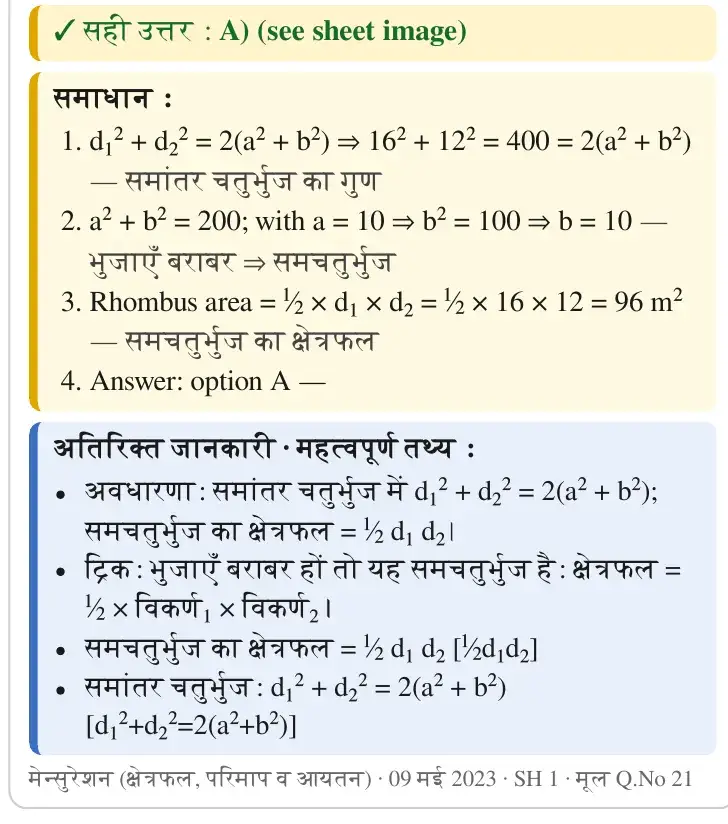 ✓ सही उत्तर : A) (see sheet image)
समाधान :
1. d₁² + d₂² = 2(a² + b²) ⇒ 16² + 12² = 400 = 2(a² + b²)
— समांतर चतुर्भुज का गुण
2. a² + b² = 200; with a = 10 ⇒ b² = 100 ⇒ b = 10 —
भुजाएँ बराबर ⇒ समचतुर्भुज
3. Rhombus area = ½ × d₁ × d₂ = ½ × 16 × 12 = 96 m²
— समचतुर्भुज का क्षेत्रफल
4. Answer: option A —
अतिरिक्त जानकारी · महत्वपूर्ण तथ्य :
• अवधारणा : समांतर चतुर्भुज में d₁² + d₂² = 2(a² + b²);
समचतुर्भुज का क्षेत्रफल = ½ d₁ d₂।
• ट्रिक : भुजाएँ बराबर हों तो यह समचतुर्भुज है : क्षेत्रफल =
½ × विकर्ण₁ × विकर्ण₂।
• समचतुर्भुज का क्षेत्रफल = ½ d₁ d₂ [½d₁d₂]
• समांतर चतुर्भुज : d₁² + d₂² = 2(a² + b²)
[d₁²+d₂²=2(a²+b²)]
मेन्सुरेशन (क्षेत्रफल, परिमाप व आयतन) · 09 मई 2023 · SH 1 · मूल Q.No 21